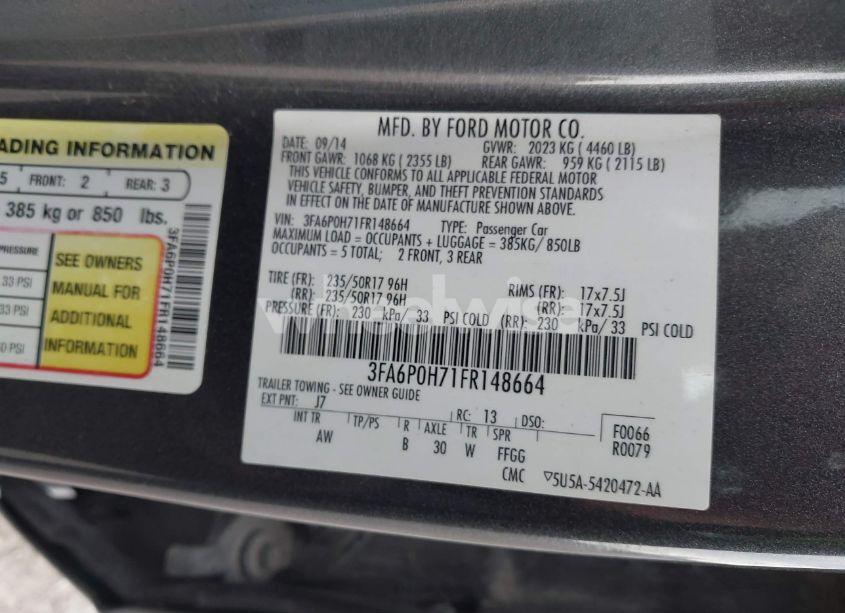 ADING INFORMATION
5 FRONT: 2 REAR: 3
385 kg or 850 lbs.
PRESSURE
33 PSI
33 PSI
0 PSI
SEE OWNERS
MANUAL FOR
ADDITIONAL
INFORMATION
3FA6P0H71FR148664
MFD. BY FORD MOTOR CO.
DATE: 09/14 GVWR: 2023 KG ( 4460 LB)
FRONT GAWR: 1068 KG ( 2355 LB) REAR GAWR: 959 KG ( 2115 LB)
THIS VEHICLE CONFORMS TO ALL APPLICABLE FEDERAL MOTOR
VEHICLE SAFETY, BUMPER, AND THEFT PREVENTION STANDARDS
IN EFFECT ON THE DATE OF MANUFACTURE SHOWN ABOVE.
VIN: 3FA6P0H71FR148664 TYPE: Passenger Car
MAXIMUM LOAD = OCCUPANTS + LUGGAGE = 385KG/ 850LB
OCCUPANTS = 5 TOTAL; 2 FRONT, 3 REAR
TIRE (FR): 235/50R17 96H RIMS (FR): 17x7.5J
(RR): 235/50R17 96H (RR): 17x7.5J
PRESSURE (FR): 230 kPa/ 33 PSI COLD (RR): 230 kPa/ 33 PSI COLD
3FA6P0H71FR148664
TRAILER TOWING - SEE OWNER GUIDE
EXT PNT: J7 RC: 13 DSO: F0066
R0079
INT TR TP/PS R AXLE TR SPR
AW B 30 W FFGG
CMC ▽5U5A-5420472-AA